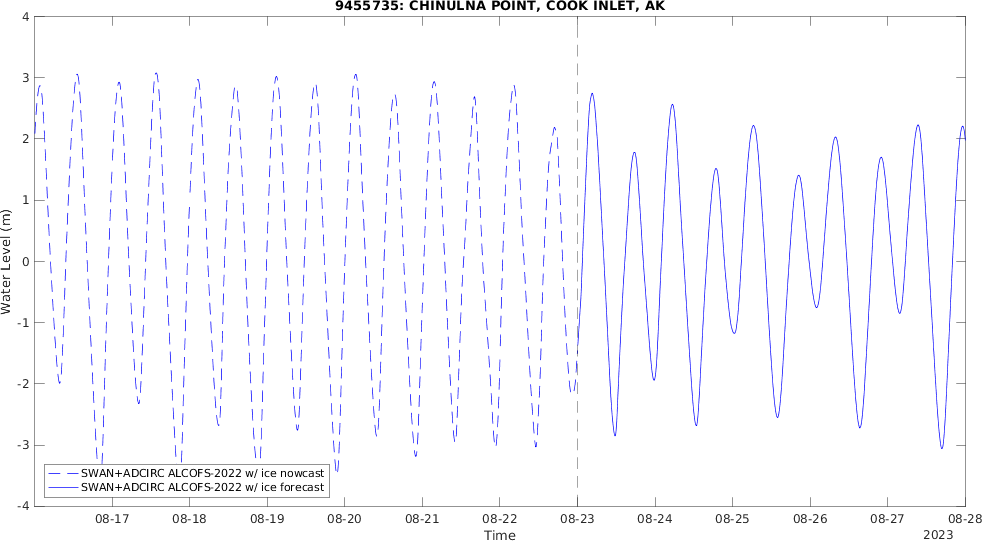 9455735: CHINULNA POINT, COOK INLET, AK
4
3
2
1
0
-1
-2
-3
-4
Water Level (m)
SWAN+ADCIRC ALCOFS-2022 w/ ice nowcast
SWAN+ADCIRC ALCOFS-2022 w/ ice forecast
08-17 08-18 08-19 08-20 08-21 08-22 08-23 08-24 08-25 08-26 08-27 08-28
Time
2023